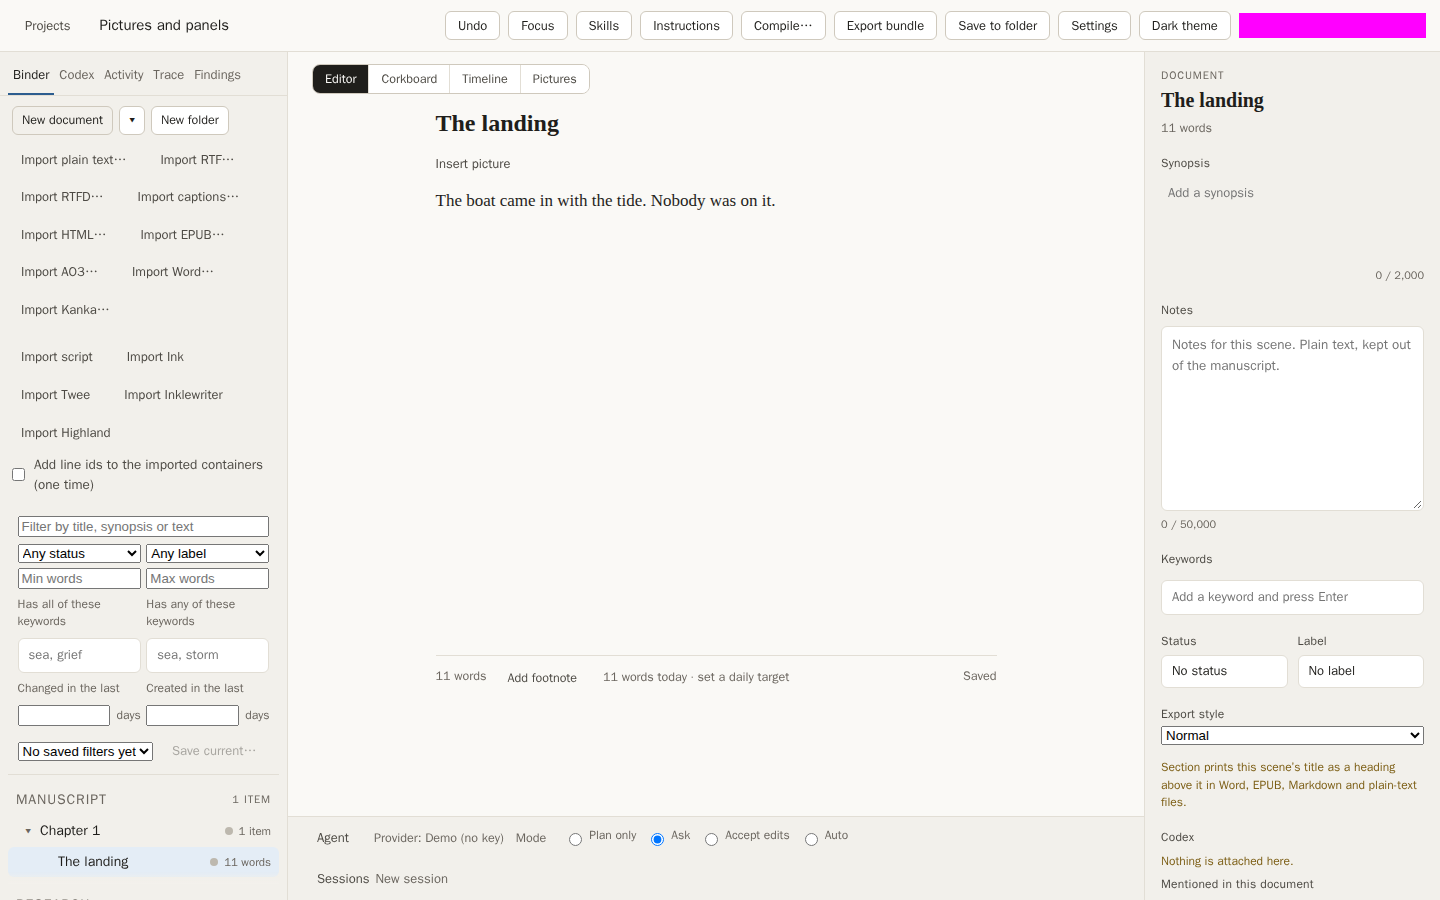 Projects
Pictures and panels
Undo
Focus
Skills
Instructions
Compile···
Export bundle
Save to folder
Settings
Dark theme
Binder
Codex
Activity
Trace
Findings
New document
▾
New folder
Import plain text···
Import RTF···
Import RTFD···
Import captions···
Import HTML···
Import EPUB···
Import AO3···
Import Word···
Import Kanka···
Import script
Import Ink
Import Twee
Import Inklewriter
Import Highland
Add line ids to the imported containers
(one time)
Filter by title, synopsis or text
Any status
Any label
Min words
Max words
Has all of these
keywords
Has any of these
keywords
sea, grief
sea, storm
Changed in the last
Created in the last
days
days
No saved filters yet
Save current···
MANUSCRIPT
1 ITEM
▾ Chapter 1
1 item
The landing
11 words
Editor
Corkboard
Timeline
Pictures
The landing
Insert picture
The boat came in with the tide. Nobody was on it.
11 words
Add footnote
11 words today · set a daily target
Saved
Agent
Provider: Demo (no key)
Mode
Plan only
Ask
Accept edits
Auto
Sessions
New session
DOCUMENT
The landing
11 words
Synopsis
Add a synopsis
0 / 2,000
Notes
Notes for this scene. Plain text, kept out
of the manuscript.
0 / 50,000
Keywords
Add a keyword and press Enter
Status
Label
No status
No label
Export style
Normal
Section prints this scene's title as a heading
above it in Word, EPUB, Markdown and plain-text
files.
Codex
Nothing is attached here.
Mentioned in this document